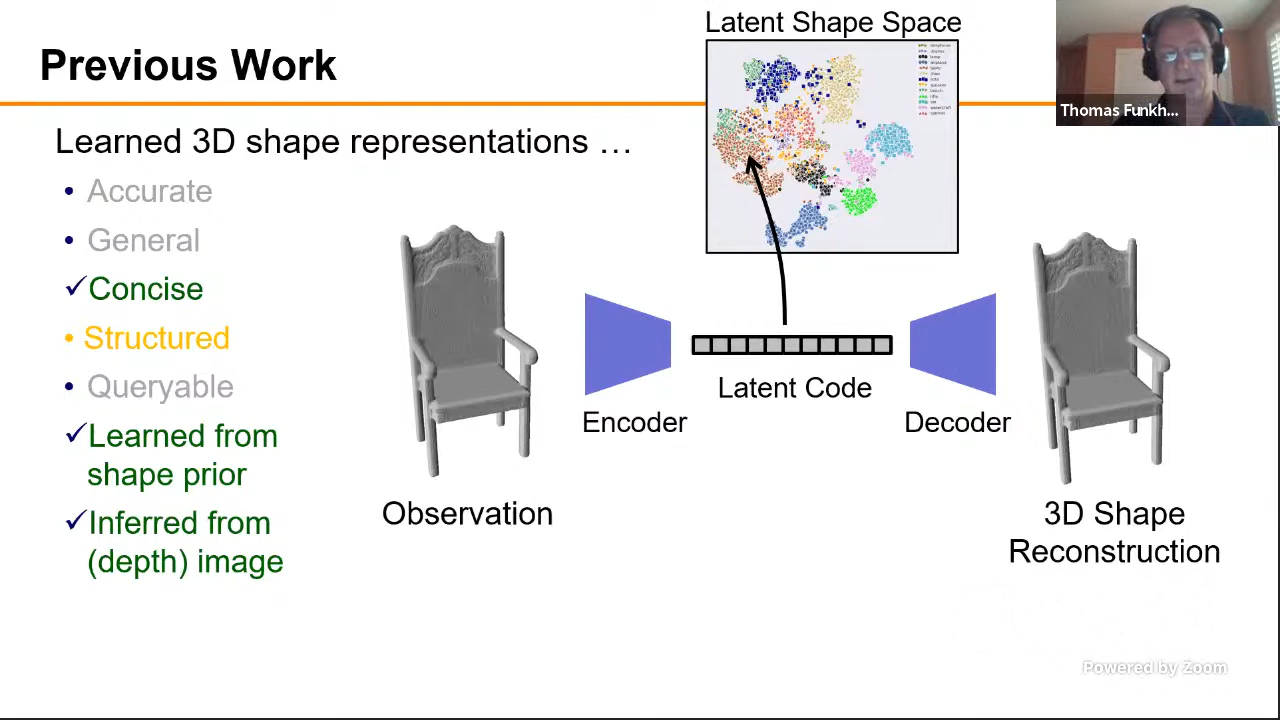 Latent Shape Space
Previous Work
Thomas Funkh...
Learned 3D shape representations …
Accurate
General
Concise
Structured
Queryable
Learned from
shape prior
Inferred from
(depth) image
Latent Code
Encoder
Decoder
Observation
3D Shape
Reconstruction
Powered by Zoom